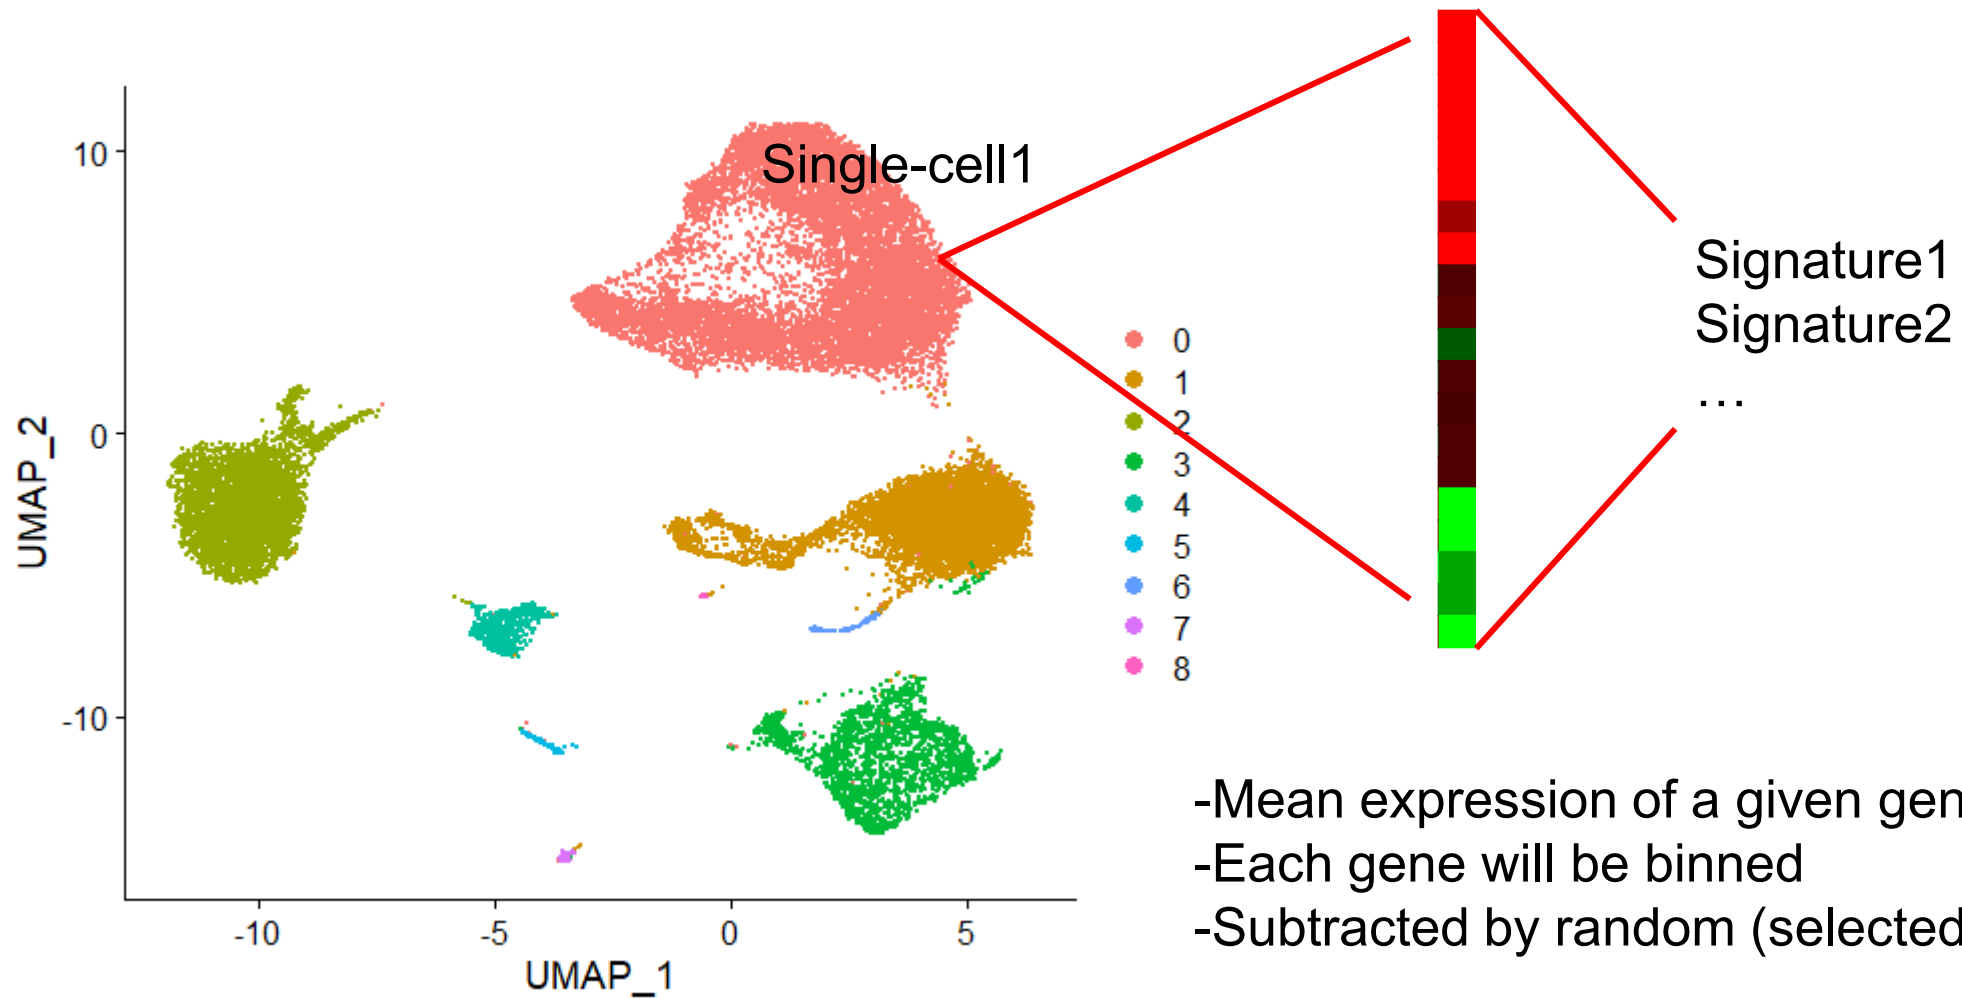 Single-cell1
10
0
-10
UMAP_2
-10
-5
0
5
UMAP_1
0
1
2
3
4
5
6
7
8
Signature1
Signature2
…
-Mean expression of a given gen
-Each gene will be binned
-Subtracted by random (selected